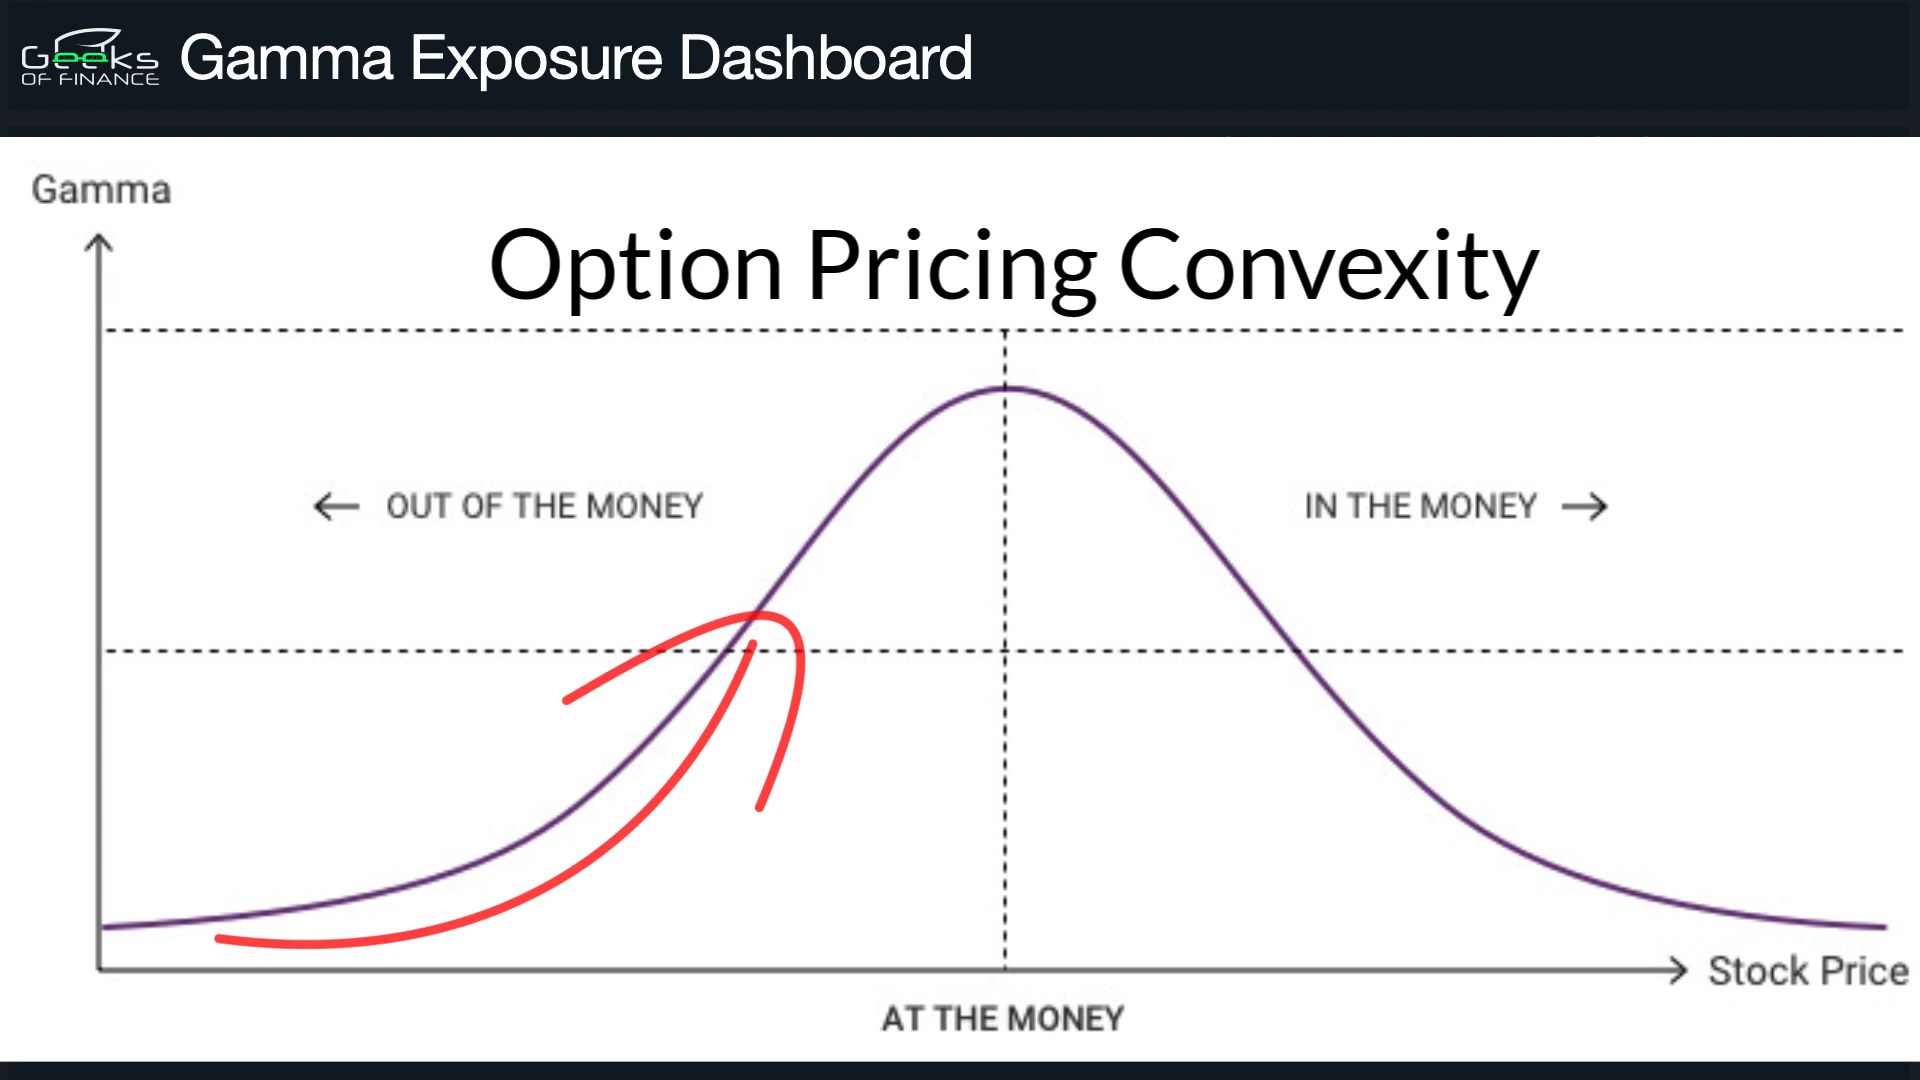 Geeks
OF FINANCE
Gamma Exposure Dashboard
Gamma
Option Pricing Convexity
OUT OF THE MONEY
IN THE MONEY
Stock Price
AT THE MONEY